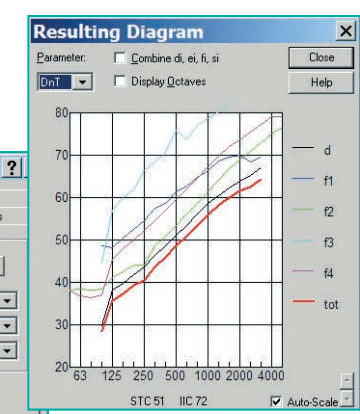 Resulting Diagram
Parameter:
Combine di, ei, fi, si
Close
DnT
Display Octaves
Help
80
70
60
50
40
30
20
63 125 250 500 1000 2000 4000
d
f1
f2
f3
f4
tot
STC 51 IIC 72
Auto-Scale
?
s